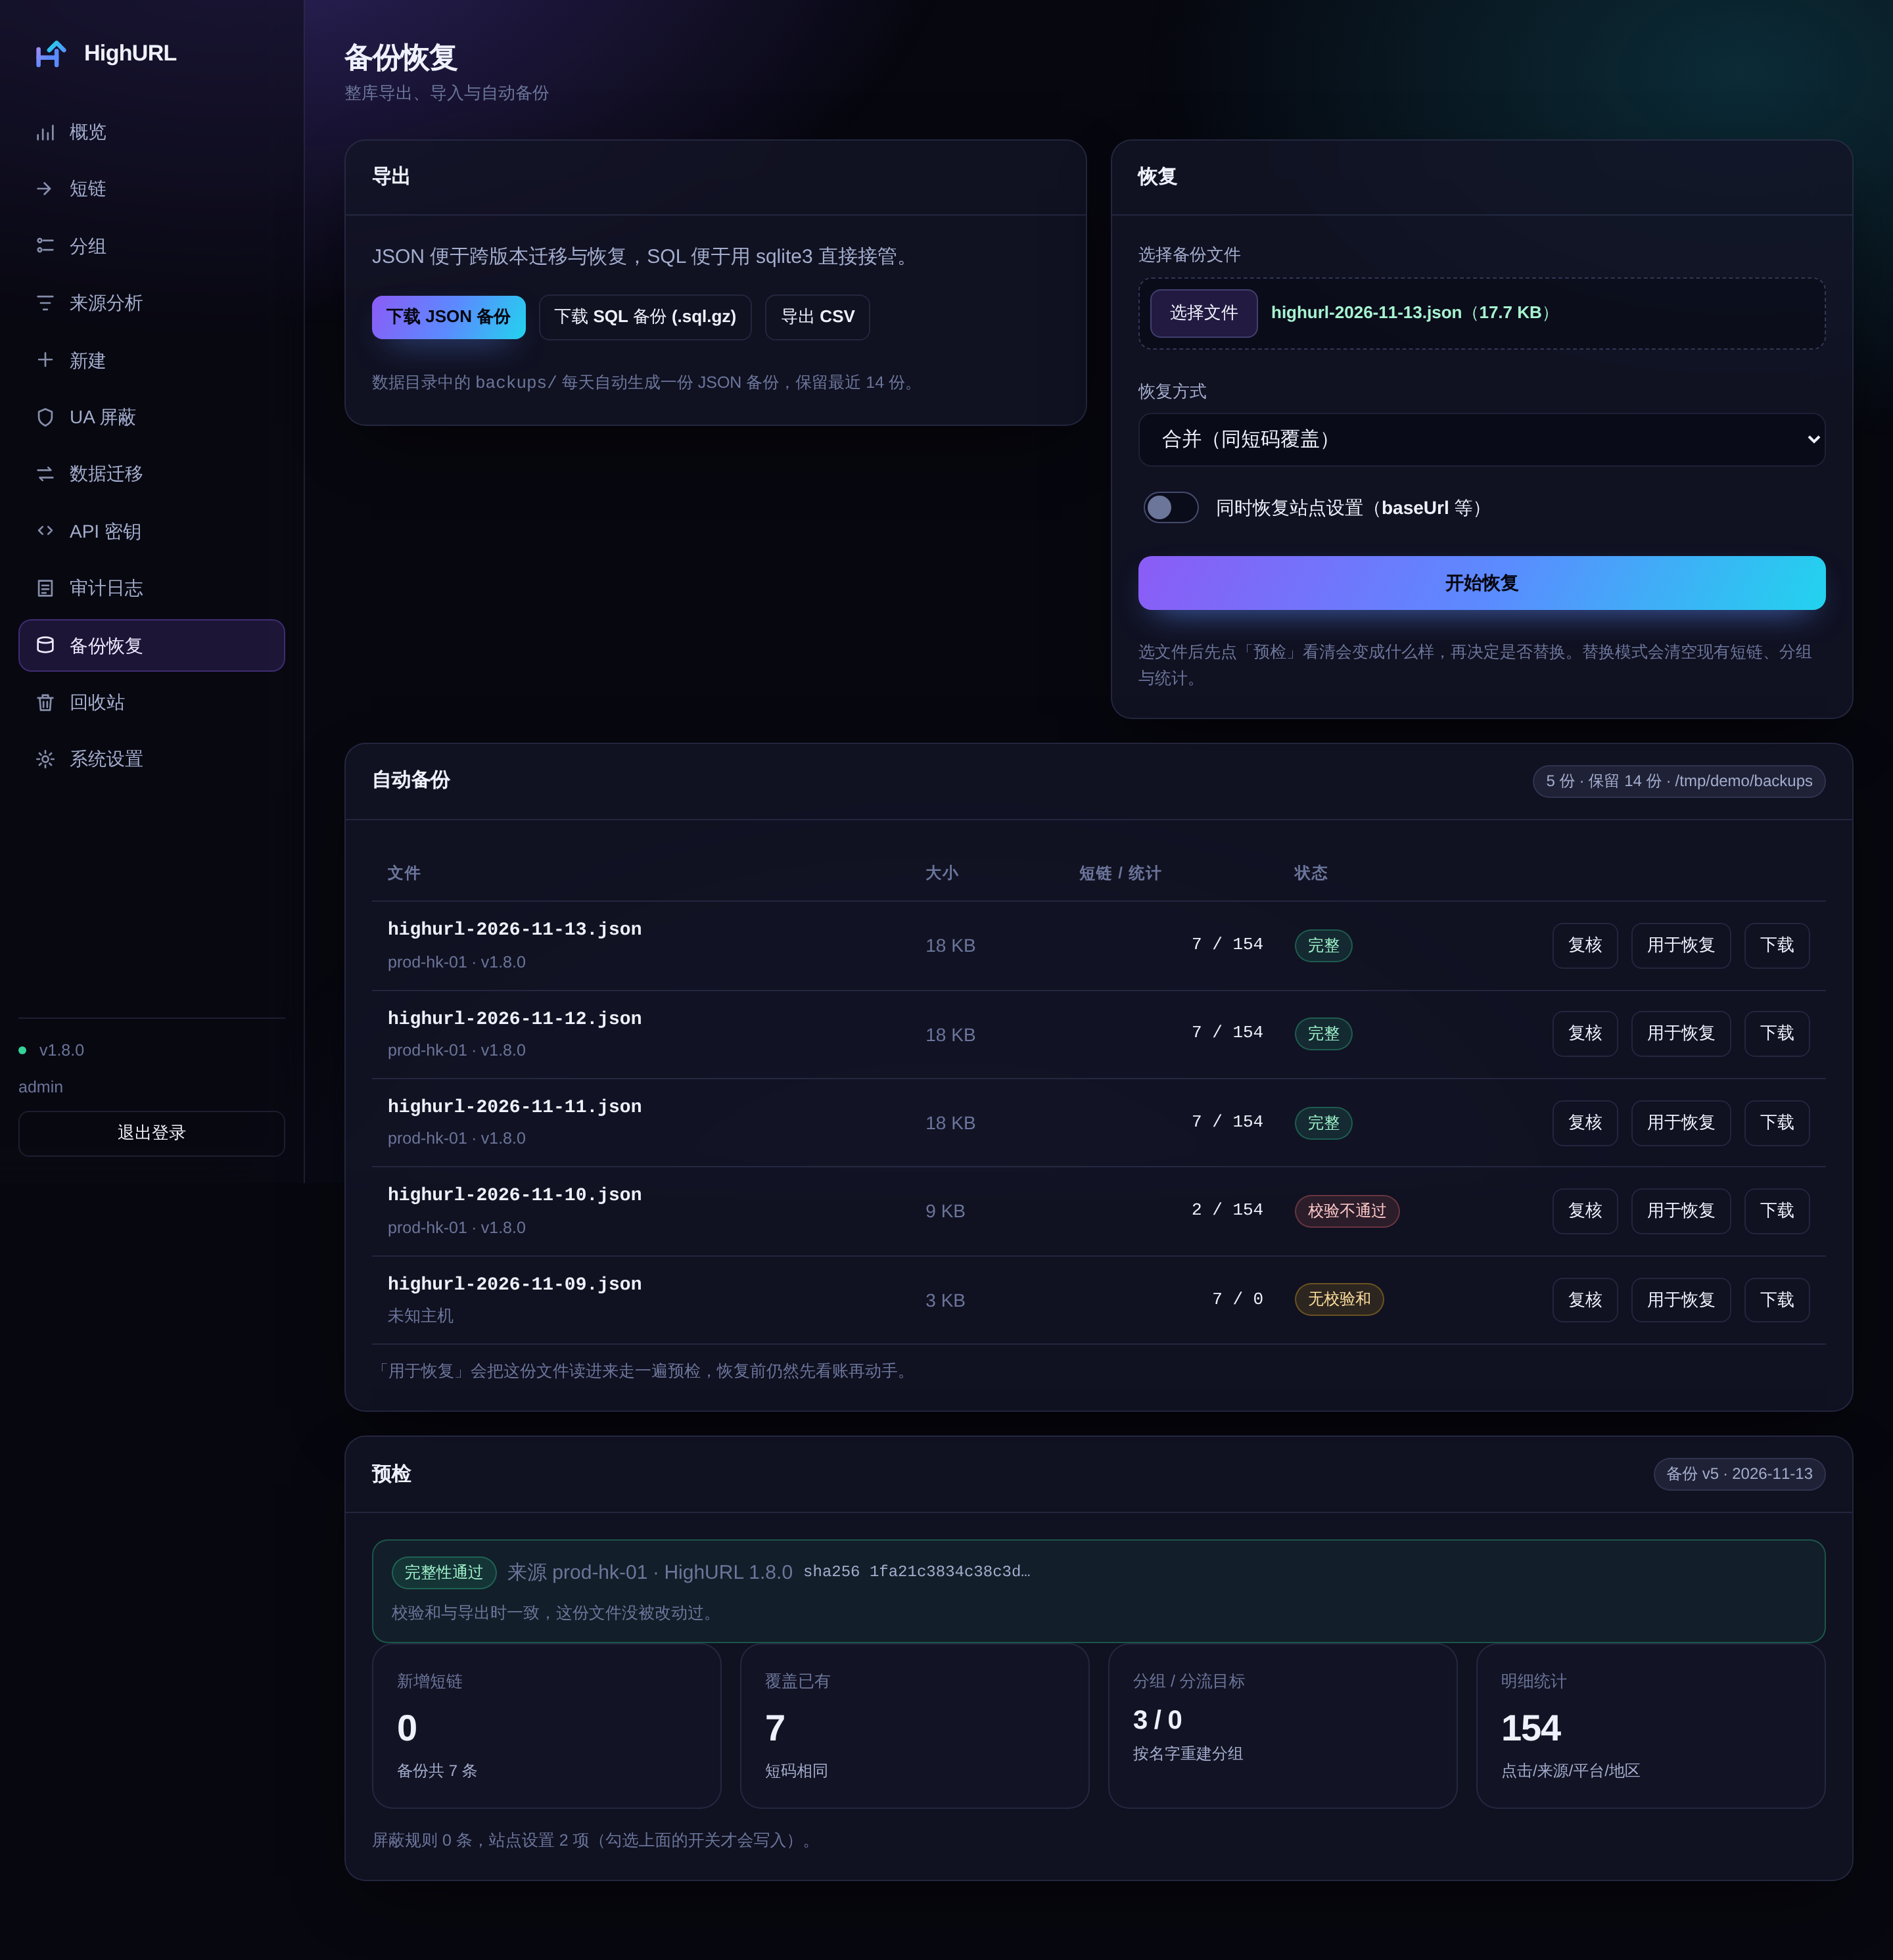 HighURL
概览
短链
分组
来源分析
新建
UA 屏蔽
数据迁移
API 密钥
审计日志
备份恢复
回收站
系统设置
v1.8.0
admin
退出登录
备份恢复
整库导出、导入与自动备份
导出
JSON 便于跨版本迁移与恢复，SQL 便于用 sqlite3 直接接管。
下载 JSON 备份
下载 SQL 备份 (.sql.gz)
导出 CSV
数据目录中的 backups/ 每天自动生成一份 JSON 备份，保留最近 14 份。
恢复
选择备份文件
选择文件 highurl-2026-11-13.json（17.7 KB）
恢复方式
合并（同短码覆盖）
同时恢复站点设置（baseUrl 等）
开始恢复
选文件后先点「预检」看清会变成什么样，再决定是否替换。替换模式会清空现有短链、分组
与统计。
自动备份
5 份 · 保留 14 份 · /tmp/demo/backups
文件 大小 短链 / 统计 状态
highurl-2026-11-13.json
prod-hk-01 · v1.8.0
18 KB 7 / 154 完整 复核 用于恢复 下载
highurl-2026-11-12.json
prod-hk-01 · v1.8.0
18 KB 7 / 154 完整 复核 用于恢复 下载
highurl-2026-11-11.json
prod-hk-01 · v1.8.0
18 KB 7 / 154 完整 复核 用于恢复 下载
highurl-2026-11-10.json
prod-hk-01 · v1.8.0
9 KB 2 / 154 校验不通过 复核 用于恢复 下载
highurl-2026-11-09.json
未知主机
3 KB 7 / 0 无校验和 复核 用于恢复 下载
「用于恢复」会把这份文件读进来走一遍预检，恢复前仍然先看账再动手。
预检
备份 v5 · 2026-11-13
完整性通过 来源 prod-hk-01 · HighURL 1.8.0 sha256 1fa21c3834c38c3d…
校验和与导出时一致，这份文件没被改动过。
新增短链
0
备份共 7 条
覆盖已有
7
短码相同
分组 / 分流目标
3 / 0
按名字重建分组
明细统计
154
点击/来源/平台/地区
屏蔽规则 0 条，站点设置 2 项（勾选上面的开关才会写入）。